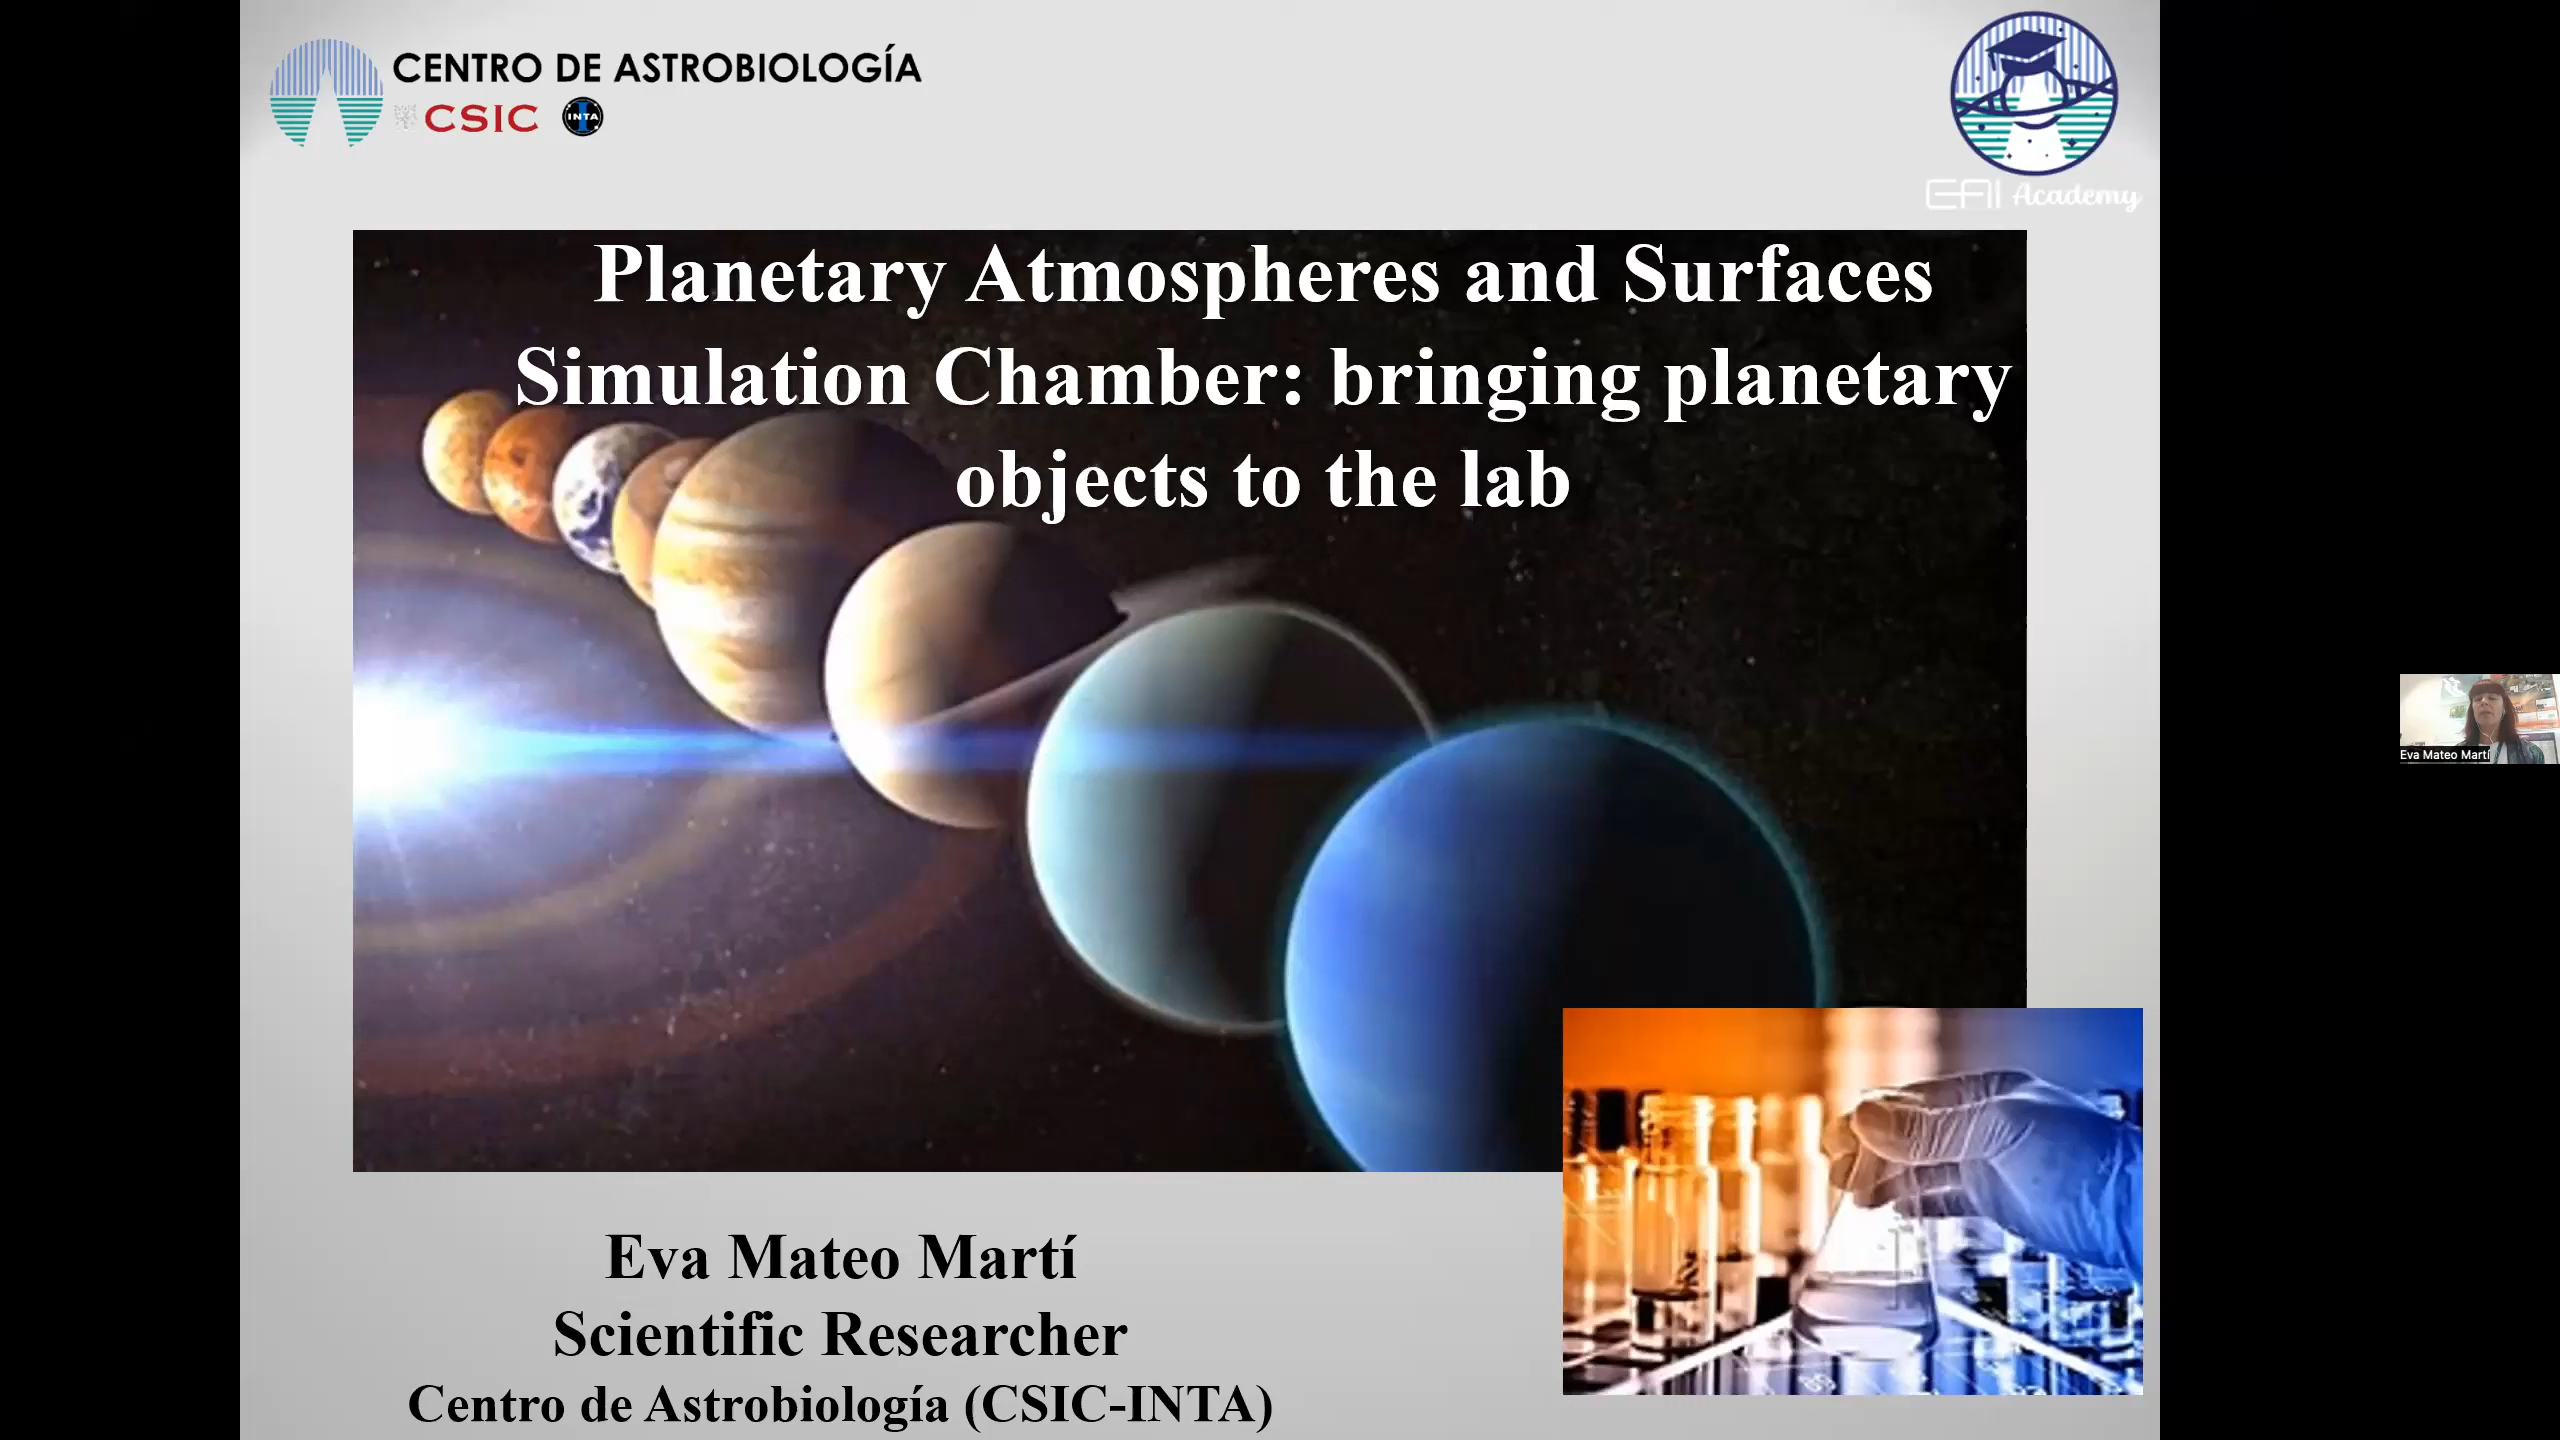 CENTRO DE ASTROBIOLOGÍA
CSIC
INTA
EAI Academy
Planetary Atmospheres and Surfaces
Simulation Chamber: bringing planetary
objects to the lab
Eva Mateo Martí
Eva Mateo Martí
Scientific Researcher
Centro de Astrobiología (CSIC-INTA)